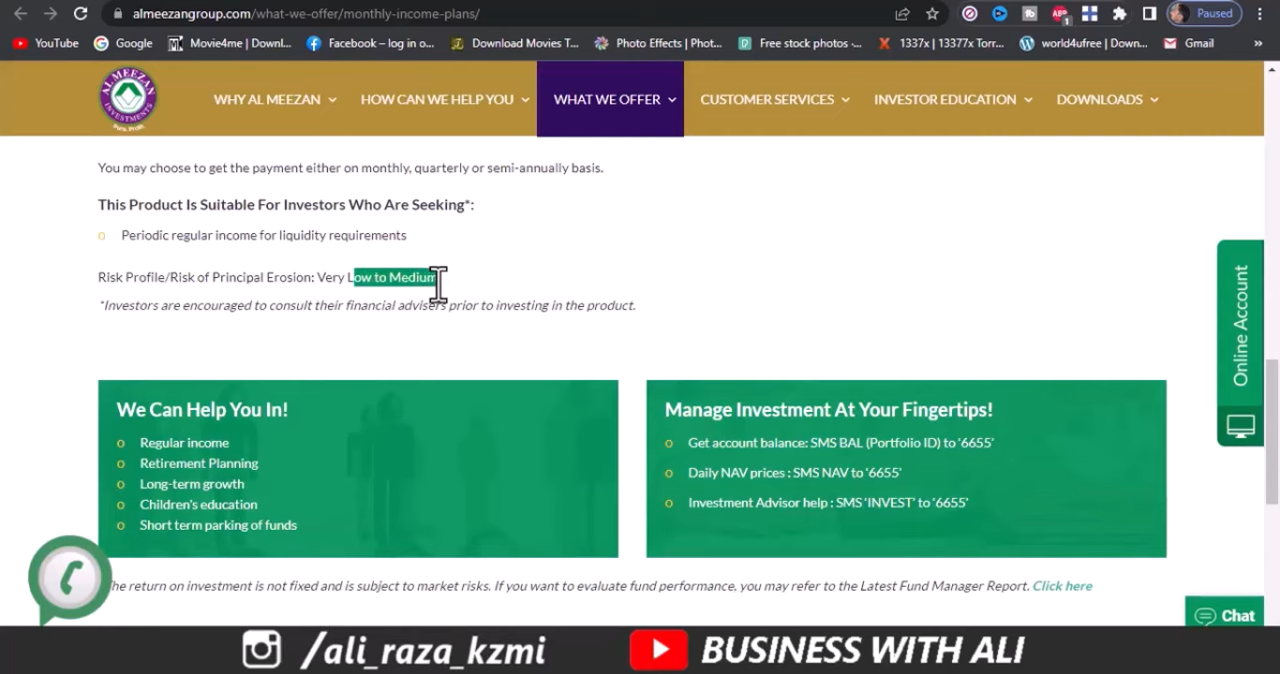 almeezangroup.com/what-we-offer/monthly-income-plans/
Paused
YouTube
Google
Movie4me | Downl...
Facebook – log in o...
Download Movies T...
Photo Effects | Phot...
Free stock photos -...
1337x | 13377x Torr...
world4ufree | Down...
Gmail
»
AL MEEZAN
INVESTMENTS
WHY AL MEEZAN
HOW CAN WE HELP YOU
WHAT WE OFFER
CUSTOMER SERVICES
INVESTOR EDUCATION
DOWNLOADS
You may choose to get the payment either on monthly, quarterly or semi-annually basis.
This Product Is Suitable For Investors Who Are Seeking*:
Periodic regular income for liquidity requirements
Risk Profile/Risk of Principal Erosion: Very Low to Medium
*Investors are encouraged to consult their financial advisers prior to investing in the product.
Online Account
We Can Help You In!
Regular income
Retirement Planning
Long-term growth
Children's education
Short term parking of funds
Manage Investment At Your Fingertips!
Get account balance: SMS BAL (Portfolio ID) to '6655'
Daily NAV prices : SMS NAV to '6655'
Investment Advisor help : SMS 'INVEST' to '6655'
The return on investment is not fixed and is subject to market risks. If you want to evaluate fund performance, you may refer to the Latest Fund Manager Report. Click here
Chat
/ali_raza_kzmi
BUSINESS WITH ALI